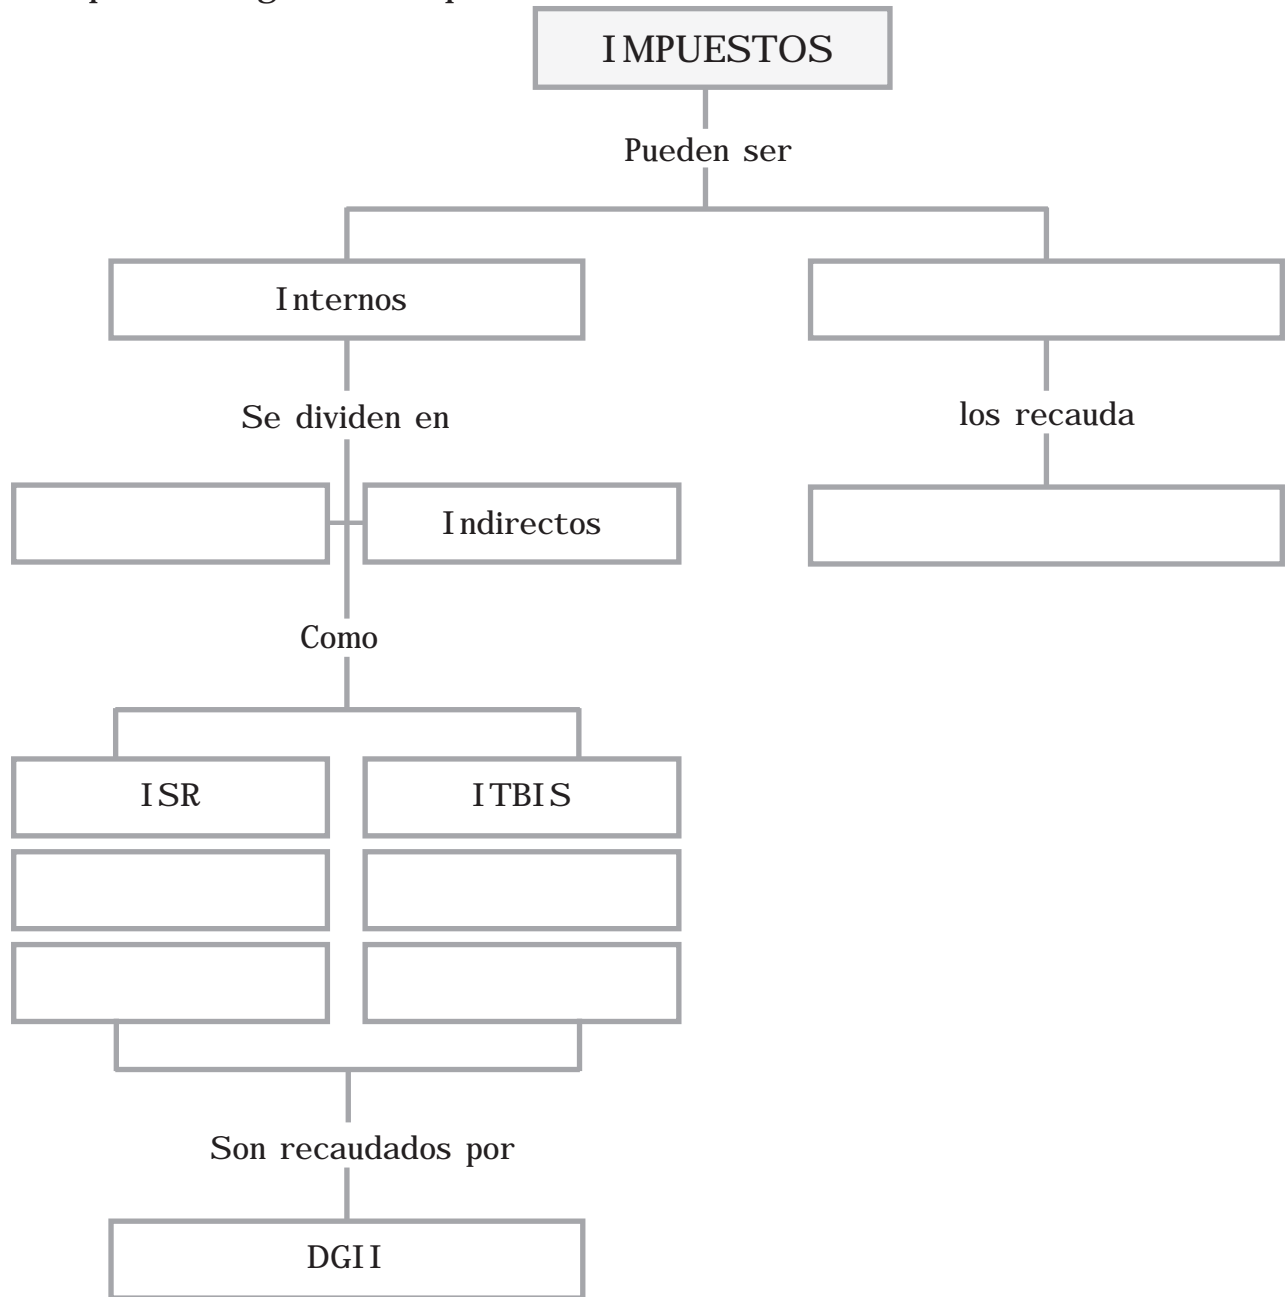 IMPUESTOS
Pueden ser
Internos
Se dividen en
los recauda
Indirectos
Como
ISR
ITBIS
Son recaudados por
DGII